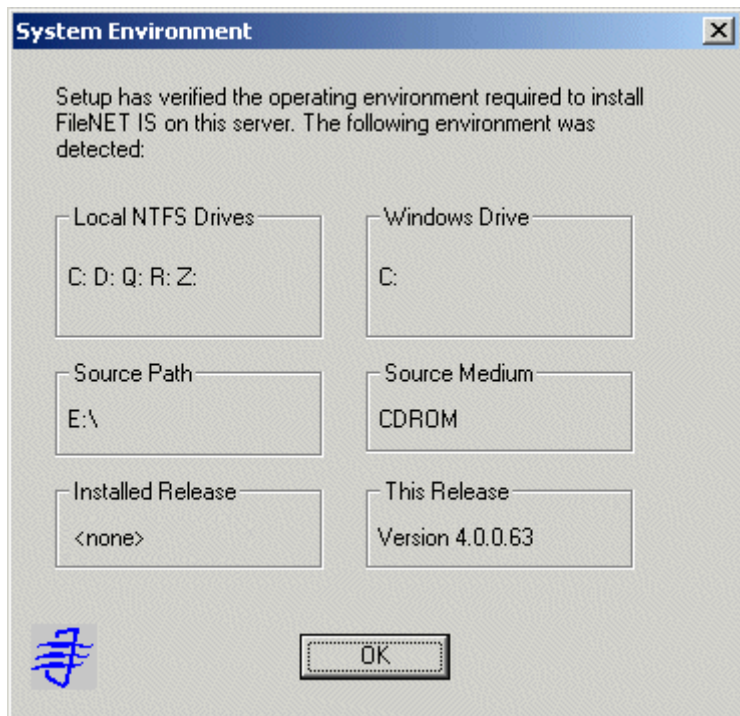 System Environment
Setup has verified the operating environment required to install
FileNET IS on this server. The following environment was
detected:
Local NTFS Drives
C: D: Q: R: Z:
Windows Drive
C:
Source Path
E:\
Source Medium
CDROM
Installed Release
<none>
This Release
Version 4.0.0.63
OK